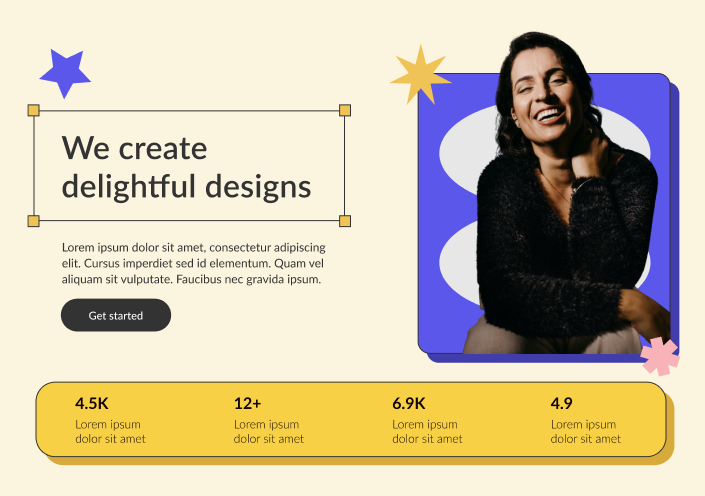 We create
delightful designs
Lorem ipsum dolor sit amet, consectetur adipiscing
elit. Cursus imperdiet sed id elementum. Quam vel
aliquam sit vulputate. Faucibus nec gravida ipsum.
Get started
4.5K
Lorem ipsum
dolor sit amet
12+
Lorem ipsum
dolor sit amet
6.9K
Lorem ipsum
dolor sit amet
4.9
Lorem ipsum
dolor sit amet